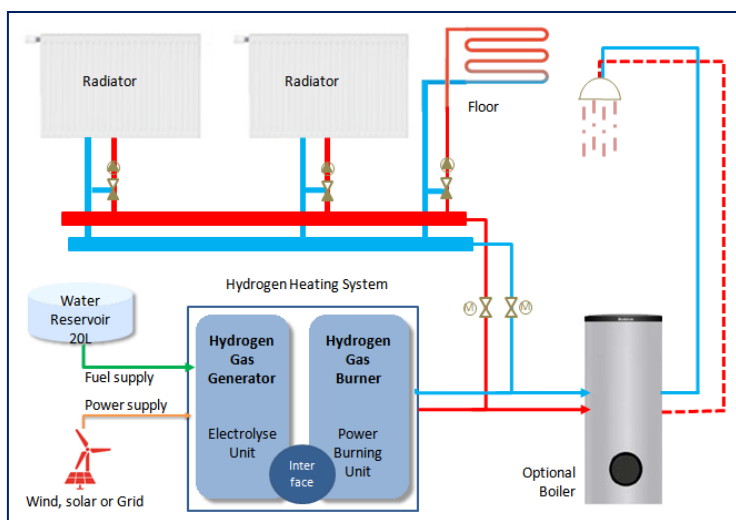 Radiator
Radiator
Floor
Hydrogen Heating System
Water
Reservoir
20L
Fuel supply
Power supply
Wind, solar or Grid
Hydrogen
Gas
Generator
Electrolyse
Unit
Hydrogen
Gas
Burner
Power
Burning
Unit
Inter
face
M
M
Optional
Boiler